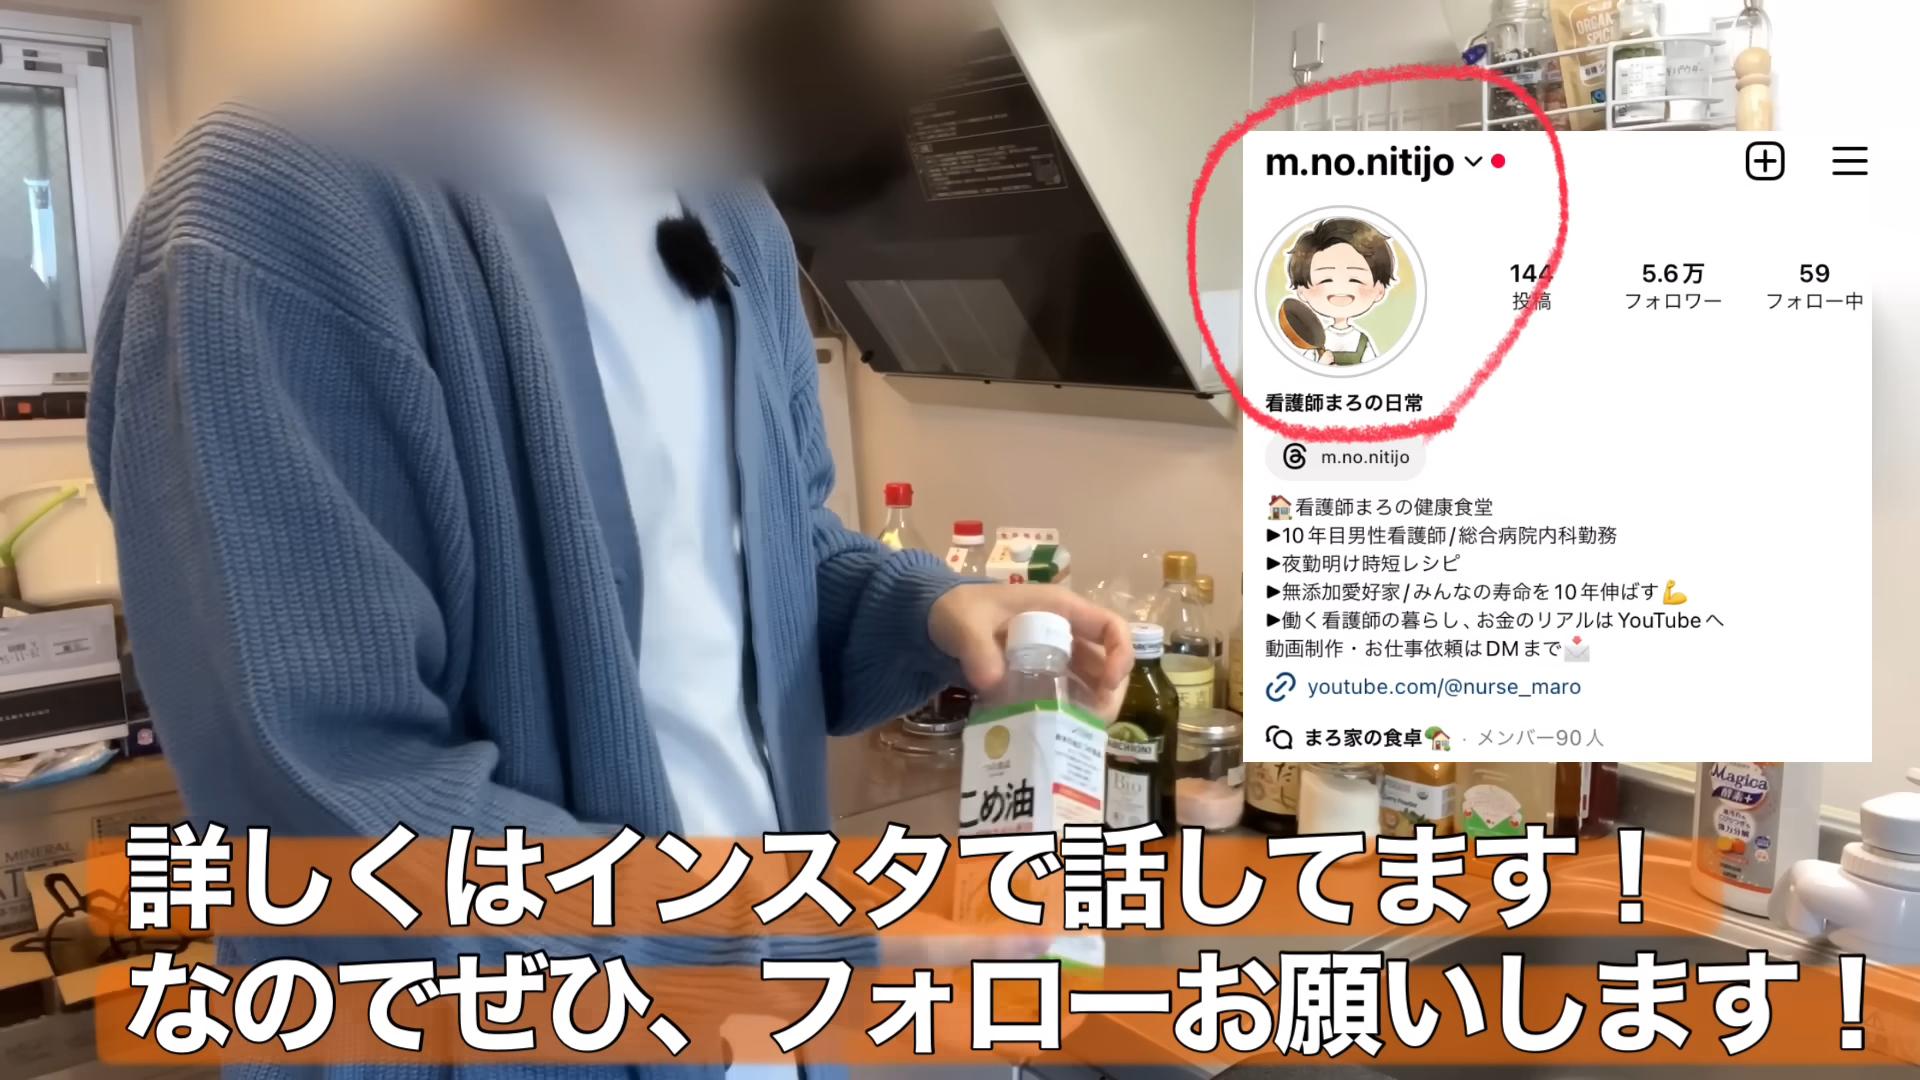 m.no.nitijo
144
投稿
5.6万
フォロワー
59
フォロー中
看護師まろの日常
m.no.nitijo
🏠看護師まろの健康食堂
▶10年目男性看護師/総合病院内科勤務
▶夜勤明け時短レシピ
▶無添加愛好家/みんなの寿命を10年伸ばす💪
▶働く看護師の暮らし、お金のリアルはYouTubeへ
動画制作・お仕事依頼はDMまで📩
youtube.com/@nurse_maro
まろ家の食卓🏡 · メンバー90人
ORGANIC
SPICE
こめ油
Bio
Magica
酵素+
MINERAL
詳しくはインスタで話してます！
なのでぜひ、フォローお願いします！